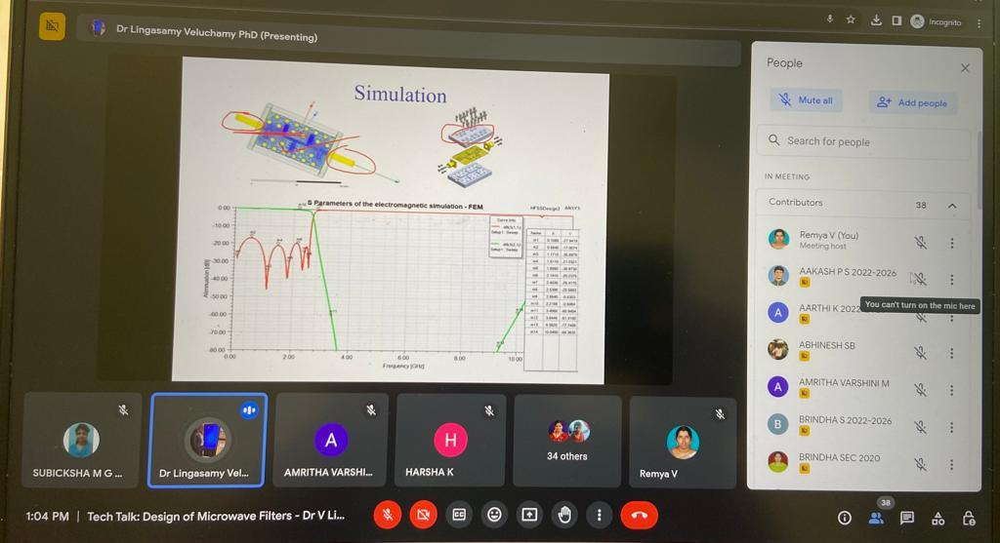 Incognito
Dr Lingasamy Veluchamy PhD (Presenting)
Simulation
S Parameters of the electromagnetic simulation - FEM
HFSSDesign2
ANSYS
Curve Info
Name X Y
0.00
-10.00
-20.00
-30.00
-40.00
-50.00
-60.00
-70.00
-80.00
0.00 2.00 4.00 6.00 8.00 10.00
Frequency [GHz]
People
Mute all
Add people
Search for people
IN MEETING
Contributors 38
Remya V (You)
Meeting host
AAKASH P S 2022-2026
You can't turn on the mic here
A AARTHI K 2022
ABHINESH SB
A AMRITHA VARSHINI M
B BRINDHA S 2022-2026
BRINDHA SEC 2020
SUBICKSHA M G ...
Dr Lingasamy Vel...
A
AMRITHA VARSHI...
H
HARSHA K
34 others
Remya V
1:04 PM | Tech Talk: Design of Microwave Filters - Dr V Li...
CC
38